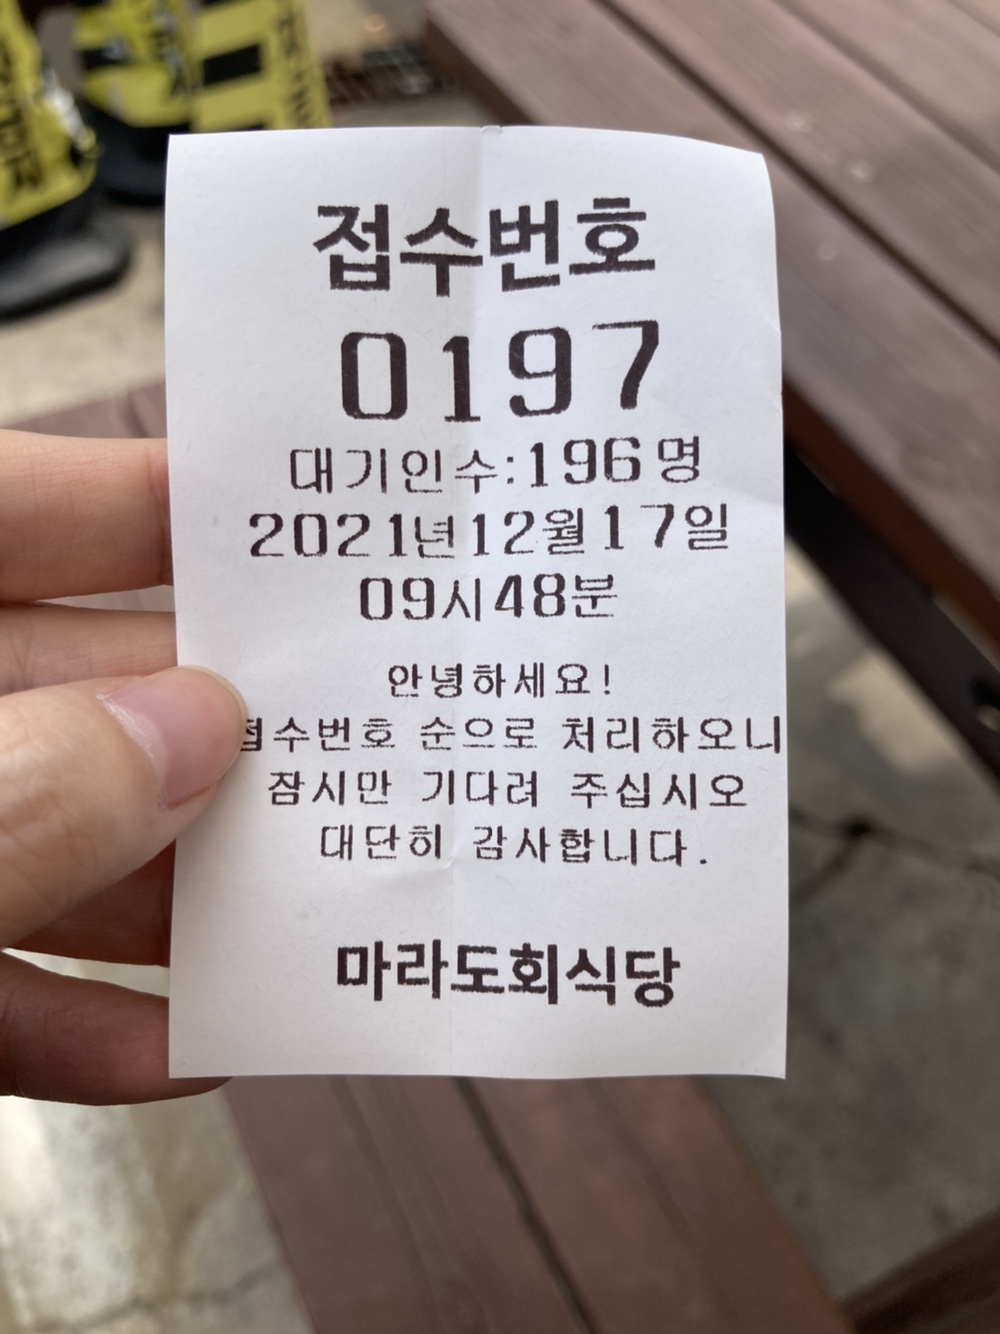 접수번호
0197
대기인수:196명
2021년12월17일
09시48분
안녕하세요!
접수번호 순으로 처리하오니
잠시만 기다려 주십시오
대단히 감사합니다.
마라도회식당